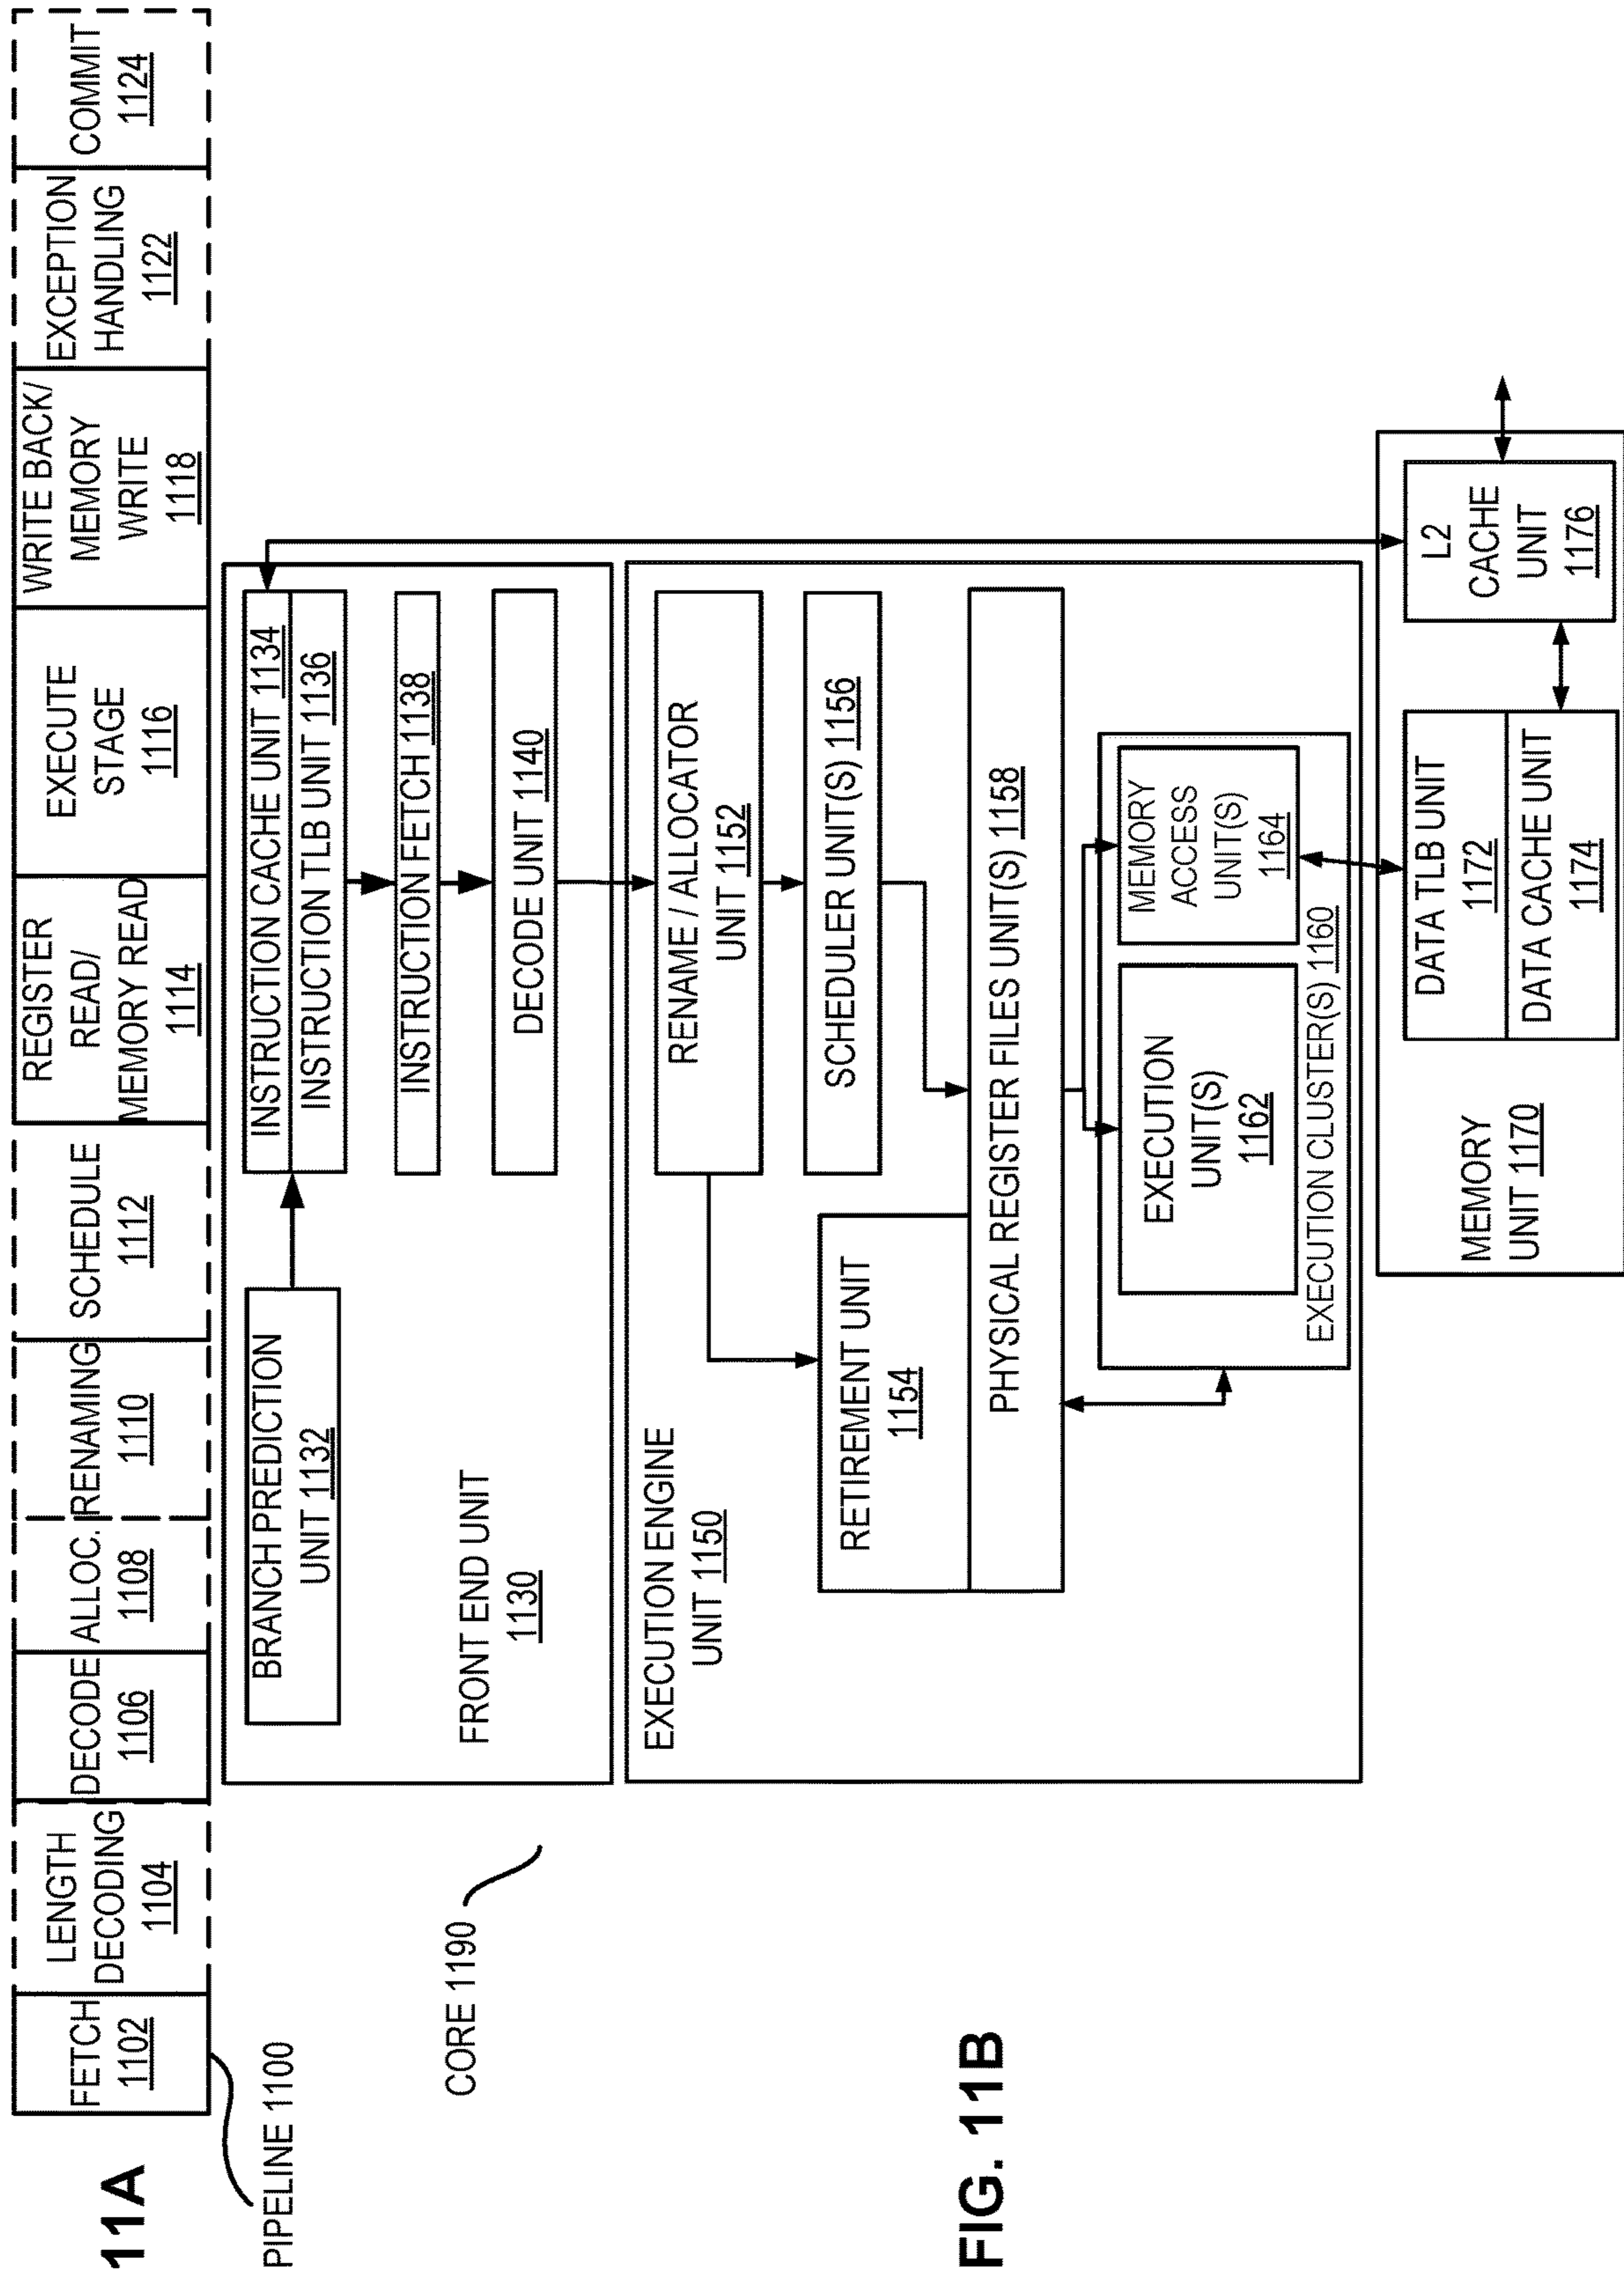 11A
PIPELINE 1100
FETCH
1102
LENGTH
DECODING
1104
DECODE
1106
ALLOC.
1108
RENAMING
1110
SCHEDULE
1112
REGISTER
READ/
MEMORY READ
1114
EXECUTE
STAGE
1116
WRITE BACK/
MEMORY
WRITE
1118
EXCEPTION
HANDLING
1122
COMMIT
1124
FIG. 11B
CORE 1190
BRANCH PREDICTION
UNIT 1132
INSTRUCTION CACHE UNIT 1134
INSTRUCTION TLB UNIT 1136
INSTRUCTION FETCH 1138
FRONT END UNIT
1130
DECODE UNIT 1140
EXECUTION ENGINE
UNIT 1150
RENAME / ALLOCATOR
UNIT 1152
SCHEDULER UNIT(S) 1156
RETIREMENT UNIT
1154
PHYSICAL REGISTER FILES UNIT(S) 1158
EXECUTION
UNIT(S)
1162
MEMORY
ACCESS
UNIT(S)
1164
EXECUTION CLUSTER(S) 1160
MEMORY
UNIT 1170
DATA TLB UNIT
1172
DATA CACHE UNIT
1174
L2
CACHE
UNIT
1176